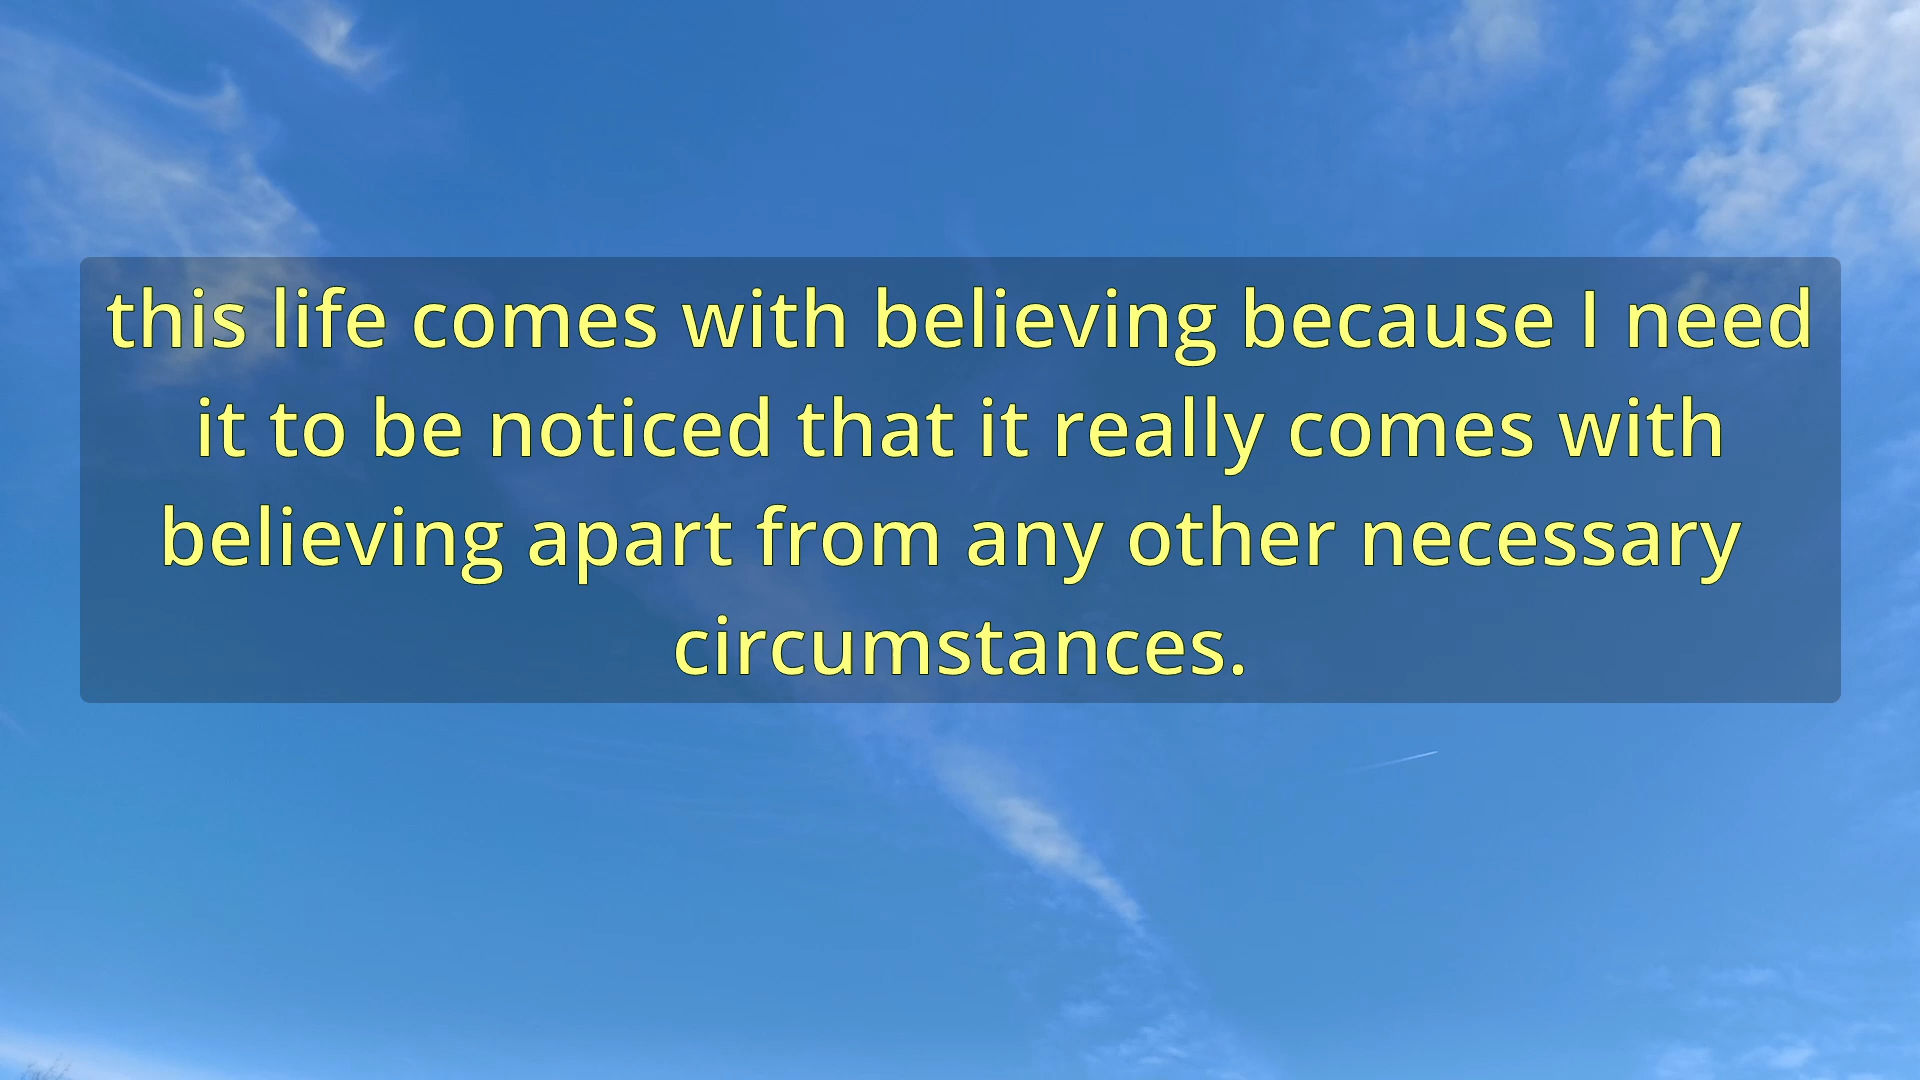 this life comes with believing because I need
it to be noticed that it really comes with
believing apart from any other necessary
circumstances.